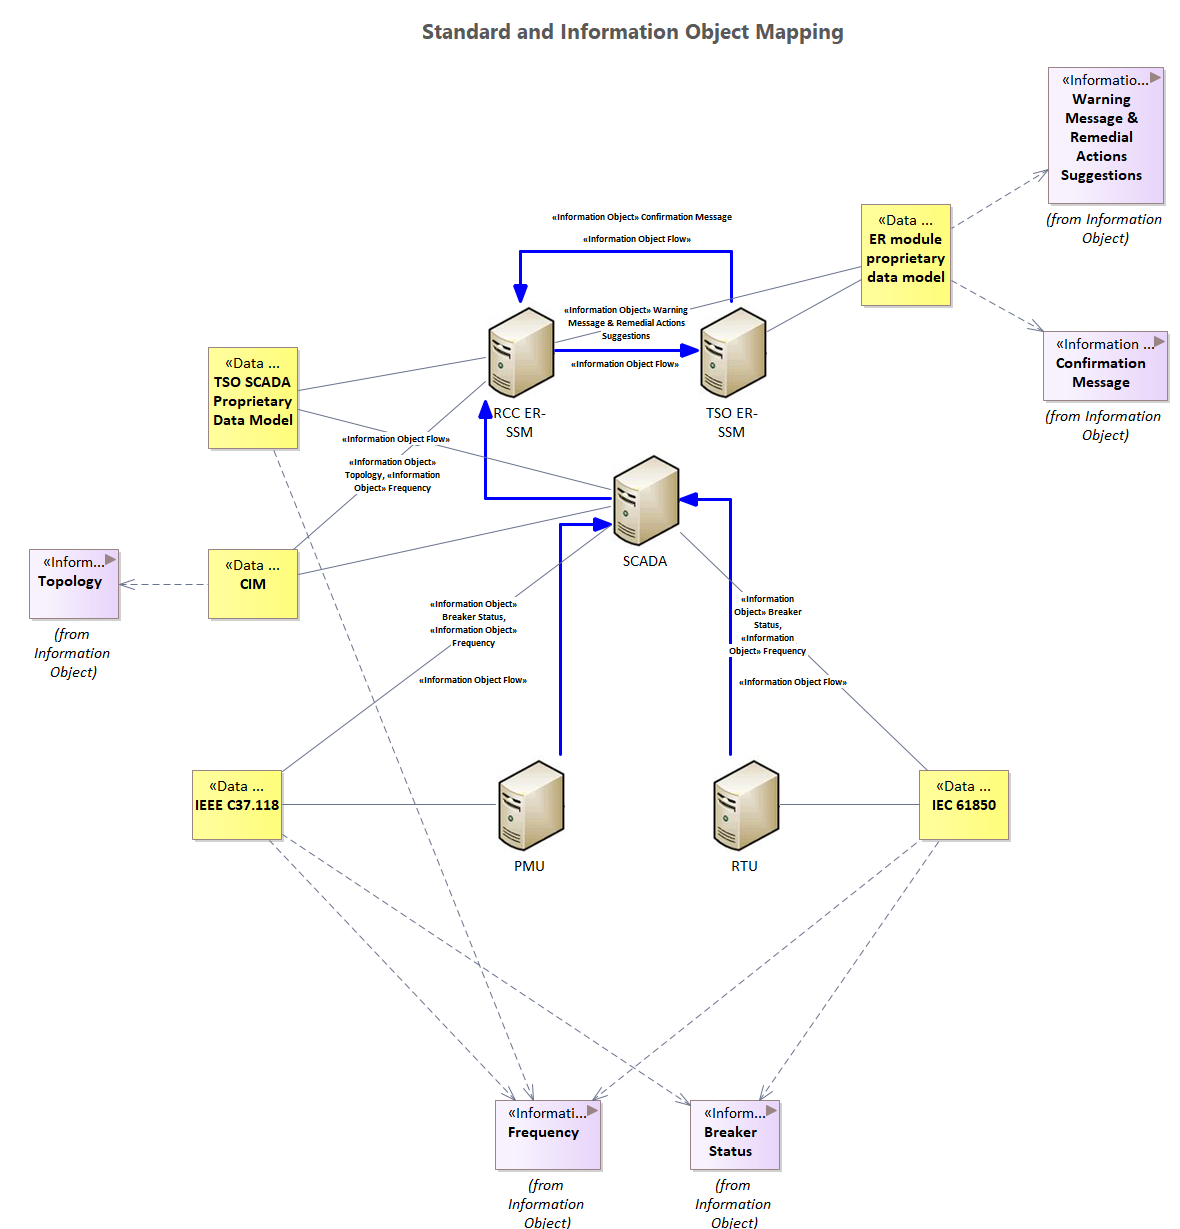 Standard and Information Object Mapping
«Informatio...
Warning
Message &
Remedial
Actions
Suggestions
(from Information
Object)
«Information Object» Confirmation Message
«Information Object Flow»
«Data ...
ER module
proprietary
data model
«Information Object» Warning
Message & Remedial Actions
Suggestions
«Information Object Flow»
«Information ...
Confirmation
Message
(from Information
Object)
«Data ...
TSO SCADA
Proprietary
Data Model
RCC ER-
SSM
TSO ER-
SSM
«Information Object Flow»
«Information Object»
Topology, «Information
Object» Frequency
SCADA
«Inform...
Topology
(from
Information
Object)
«Data ...
CIM
«Information Object»
Breaker Status,
«Information Object»
Frequency
«Information Object Flow»
«Information
Object» Breaker
Status,
«Information
Object» Frequency
«Information Object Flow»
«Data ...
IEEE C37.118
PMU
RTU
«Data ...
IEC 61850
«Informati...
Frequency
(from
Information
Object)
«Inform...
Breaker
Status
(from
Information
Object)